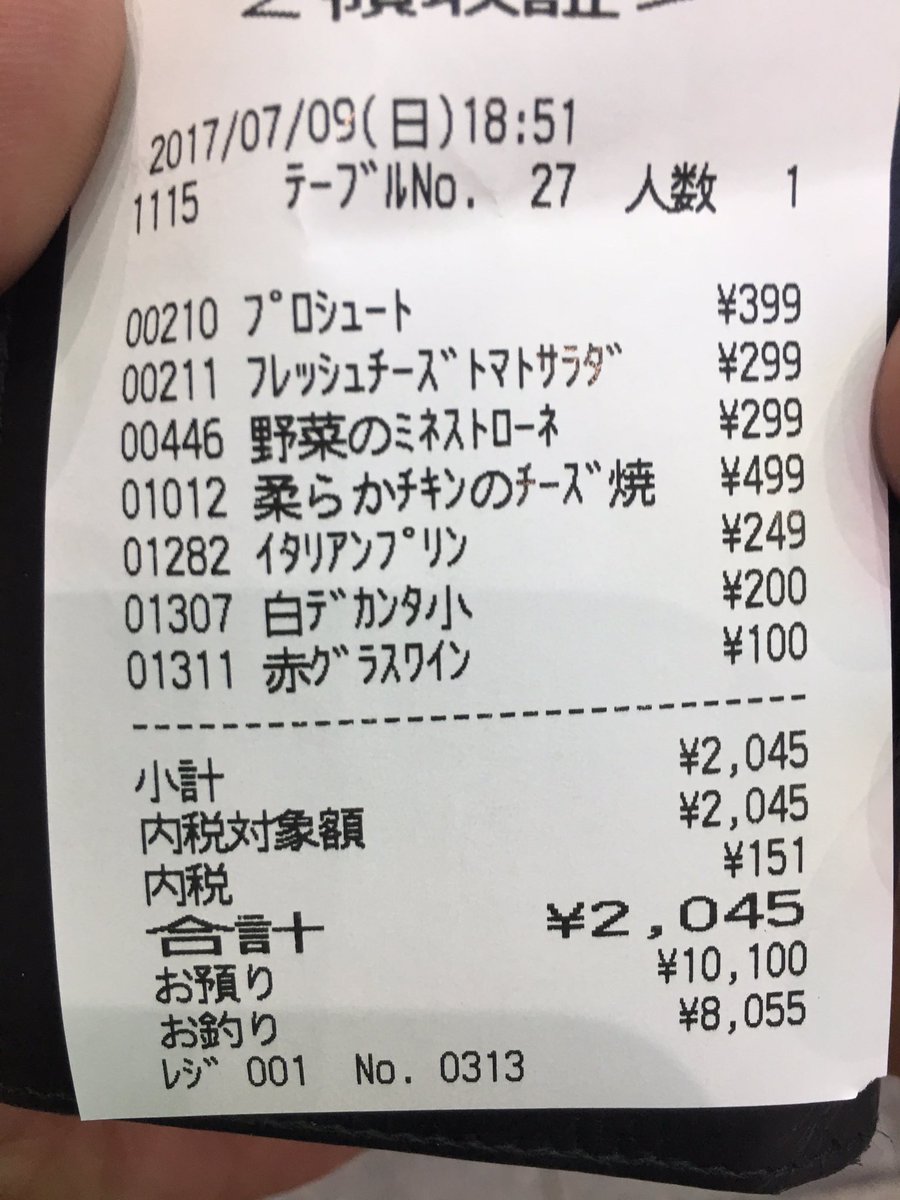 領収証
2017/07/09(日)18:51
1115 テーブルNo. 27 人数 1
00210 プロシュート ¥399
00211 フレッシュチーズトマトサラダ ¥299
00446 野菜のミネストローネ ¥299
01012 柔らかチキンのチーズ焼 ¥499
01282 イタリアンプリン ¥249
01307 白デカンタ小 ¥200
01311 赤グラスワイン ¥100
小計 ¥2,045
内税対象額 ¥2,045
内税 ¥151
合計 ¥2,045
お預り ¥10,100
お釣り ¥8,055
レジ 001 No. 0313